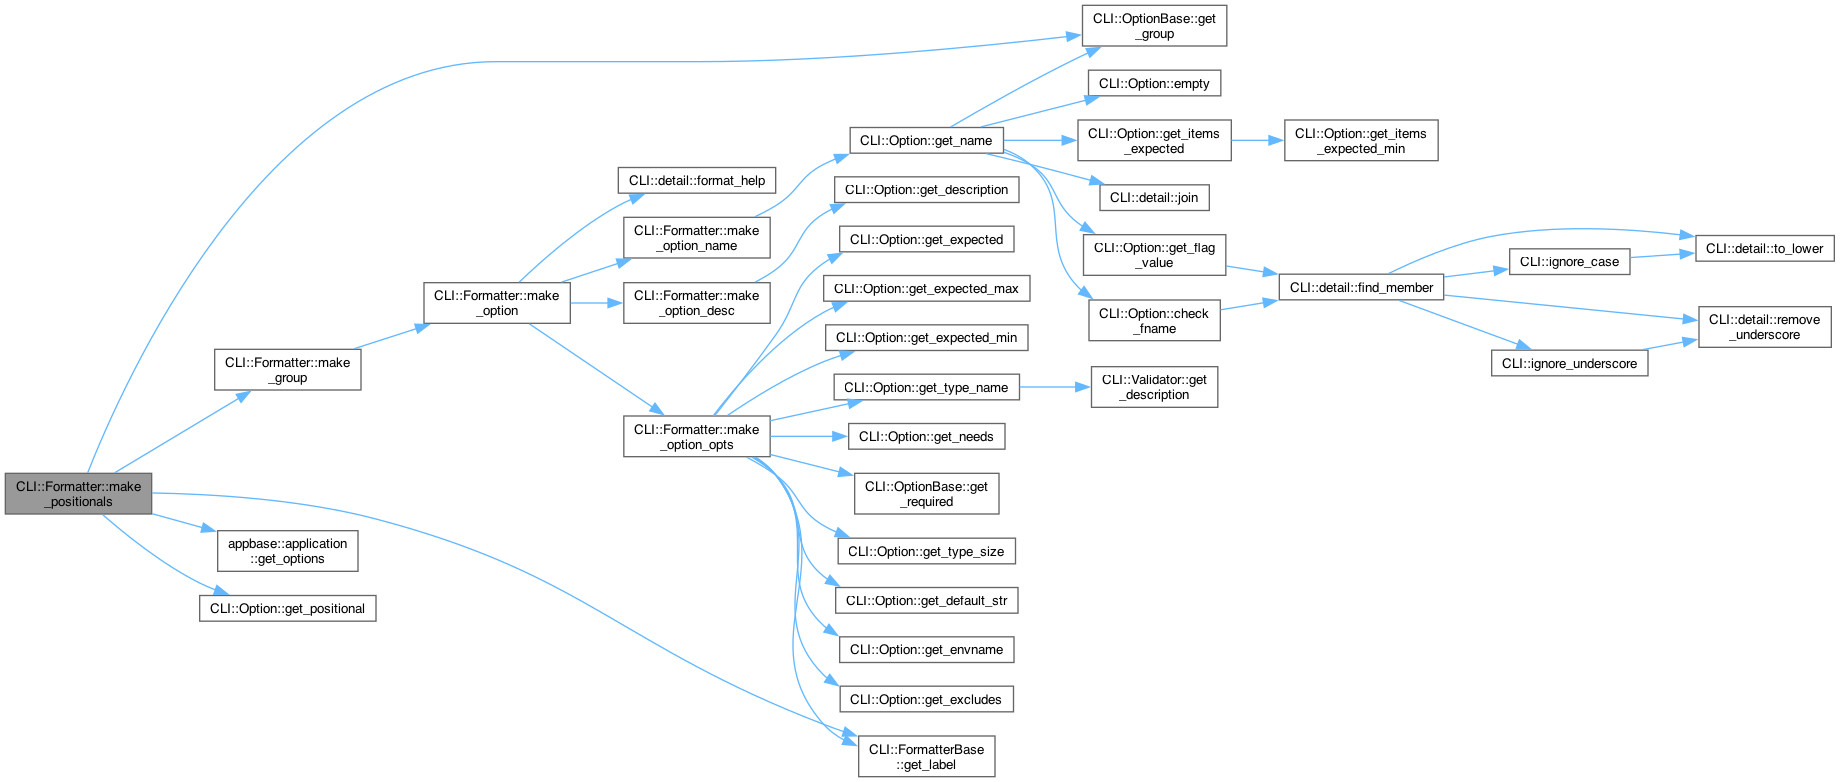 CLI::Formatter::make
_positionals
CLI::Formatter::make
_group
appbase::application
::get_options
CLI::Option::get_positional
CLI::Formatter::make
_option
CLI::detail::format_help
CLI::Formatter::make
_option_name
CLI::Formatter::make
_option_desc
CLI::Formatter::make
_option_opts
CLI::Option::get_name
CLI::Option::get_description
CLI::Option::get_expected
CLI::Option::get_expected_max
CLI::Option::get_expected_min
CLI::Option::get_type_name
CLI::Option::get_needs
CLI::OptionBase::get
_required
CLI::Option::get_type_size
CLI::Option::get_default_str
CLI::Option::get_envname
CLI::Option::get_excludes
CLI::FormatterBase
::get_label
CLI::OptionBase::get
_group
CLI::Option::empty
CLI::Option::get_items
_expected
CLI::detail::join
CLI::Option::get_flag
_value
CLI::Option::check
_fname
CLI::Validator::get
_description
CLI::Option::get_items
_expected_min
CLI::detail::find_member
CLI::ignore_case
CLI::ignore_underscore
CLI::detail::to_lower
CLI::detail::remove
_underscore